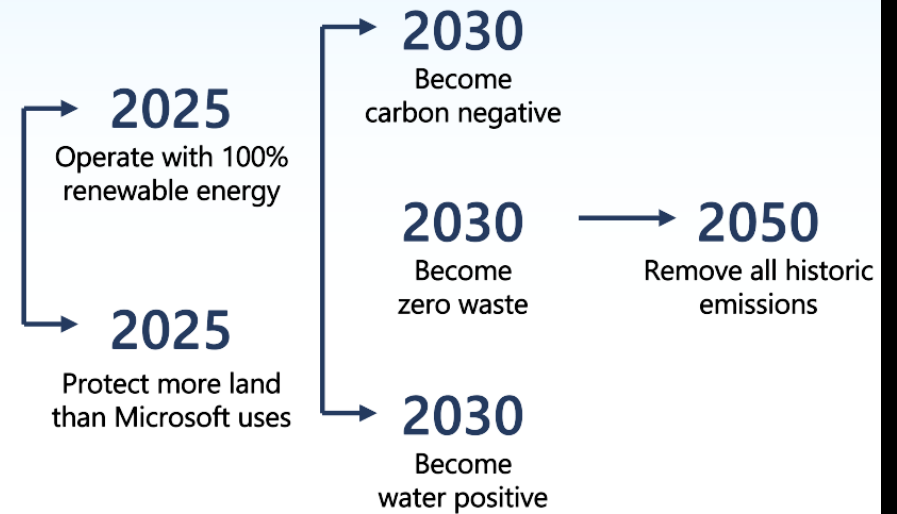 2025
Operate with 100%
renewable energy
2025
Protect more land
than Microsoft uses
2030
Become
carbon negative
2030
Become
zero waste
2030
Become
water positive
2050
Remove all historic
emissions